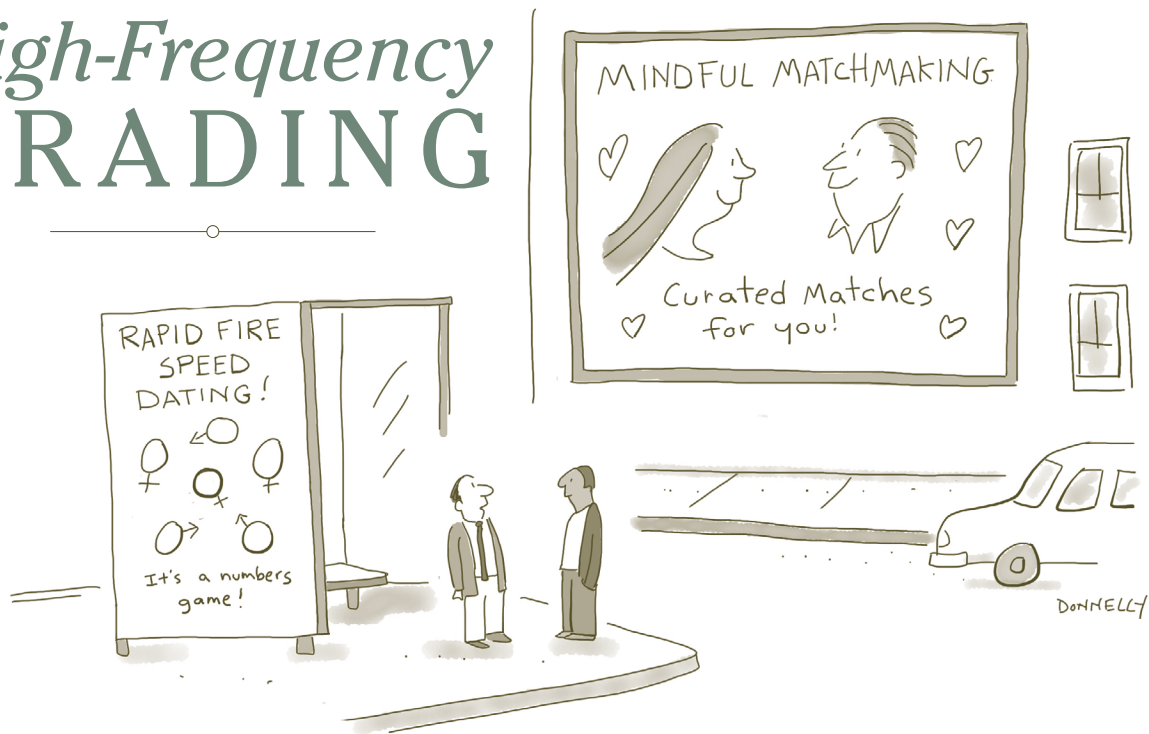 igh-Frequency
RADING
MINDFUL MATCHMAKING
Curated Matches
for you!
RAPID FIRE
SPEED
DATING!
It's a numbers
game!
DONNELLY